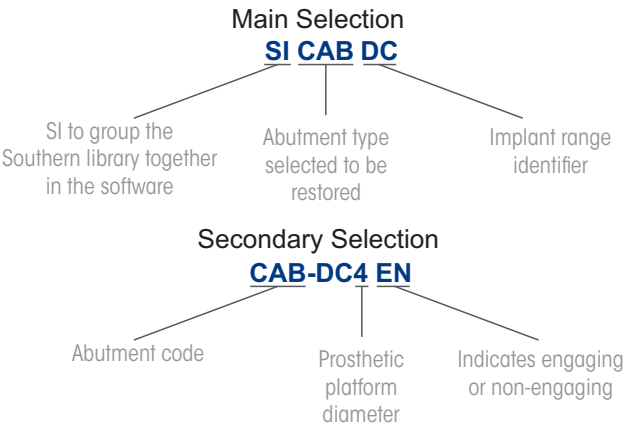 Main Selection
SI CAB DC
SI to group the
Southern library together
in the software
Abutment type
selected to be
restored
Implant range
identifier
Secondary Selection
CAB-DC4 EN
Abutment code
Prosthetic
platform
diameter
Indicates engaging
or non-engaging